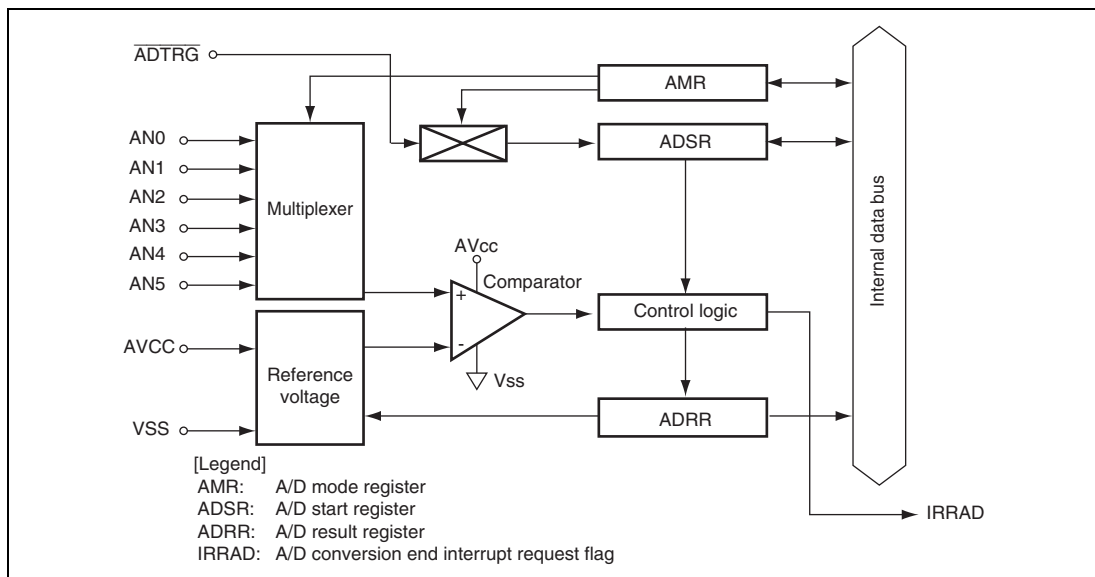 ADTRG
AMR
AN0
ADSR
AN1
AN2
Multiplexer
AN3
AN4
AN5
AVcc
Comparator
+
-
Vss
Control logic
Internal data bus
AVCC
Reference
voltage
VSS
ADRR
IRRAD
[Legend]
AMR: A/D mode register
ADSR: A/D start register
ADRR: A/D result register
IRRAD: A/D conversion end interrupt request flag